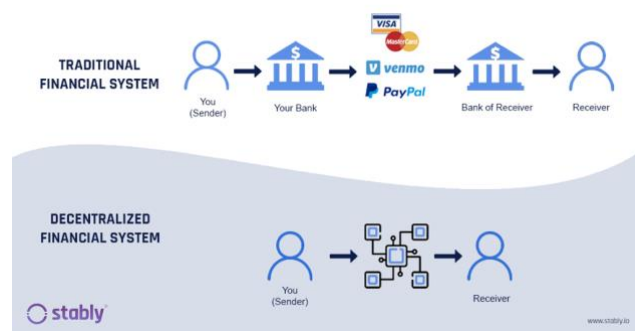 VISA
MasterCard
TRADITIONAL
FINANCIAL SYSTEM
venmo
PayPal
You
(Sender)
Your Bank
Bank of Receiver
Receiver
DECENTRALIZED
FINANCIAL SYSTEM
You
(Sender)
Receiver
stably
www.stably.io